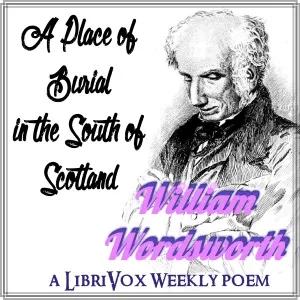 A Place of
Burial
in the South of
Scotland
William
Wordsworth
a LibriVox Weekly poem